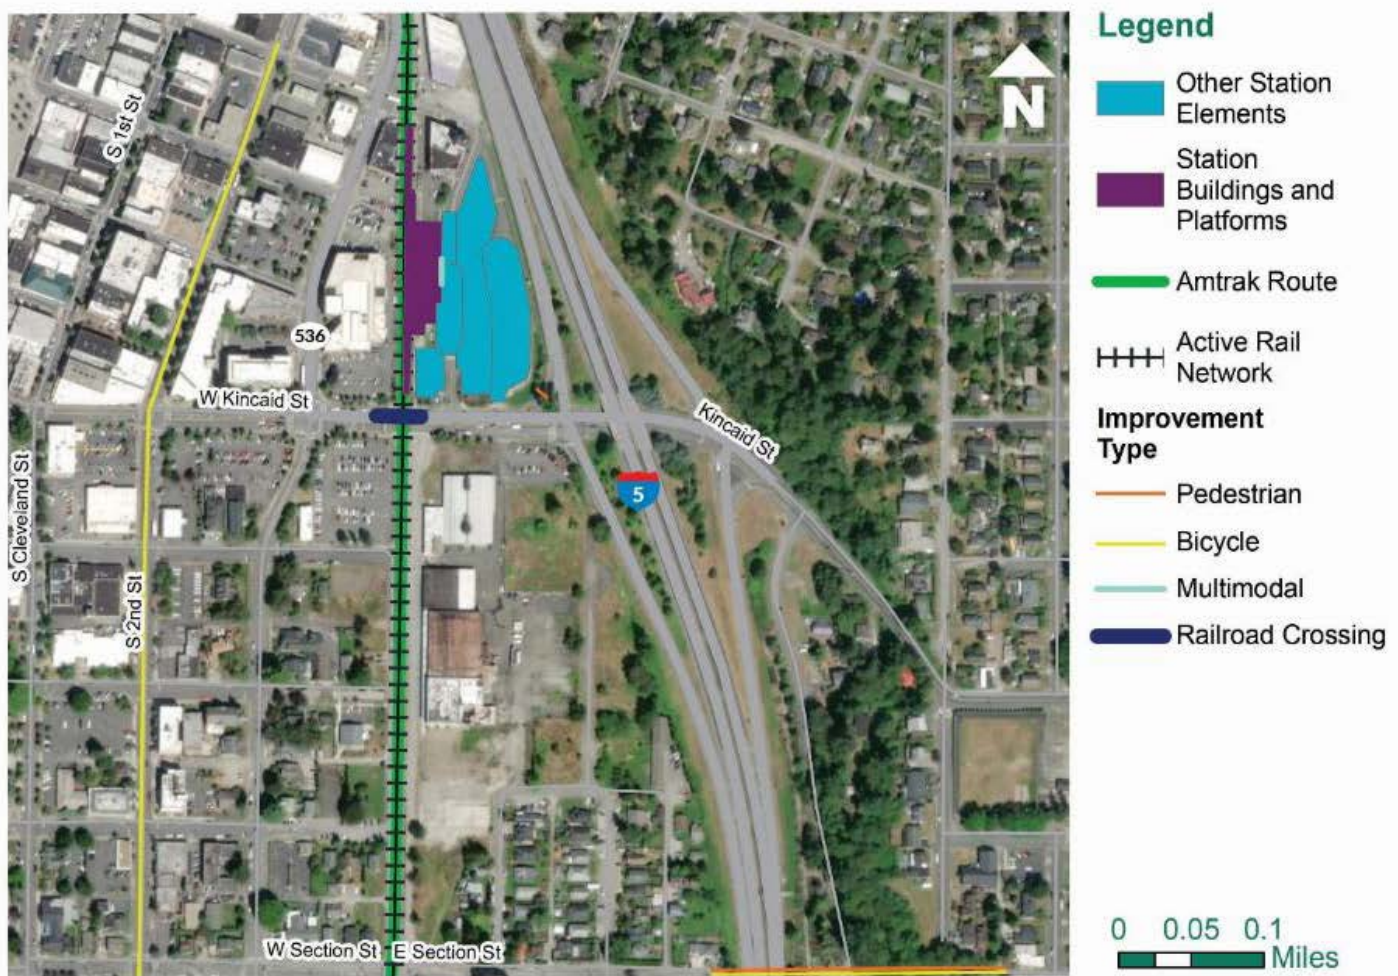 S 1st St
536
W Kincaid St
Kincaid St
5
S Cleveland St
S 2nd St
W Section St
E Section St
N
Legend
Other Station
Elements
Station
Buildings and
Platforms
Amtrak Route
Active Rail
Network
Improvement
Type
Pedestrian
Bicycle
Multimodal
Railroad Crossing
0 0.05 0.1
Miles